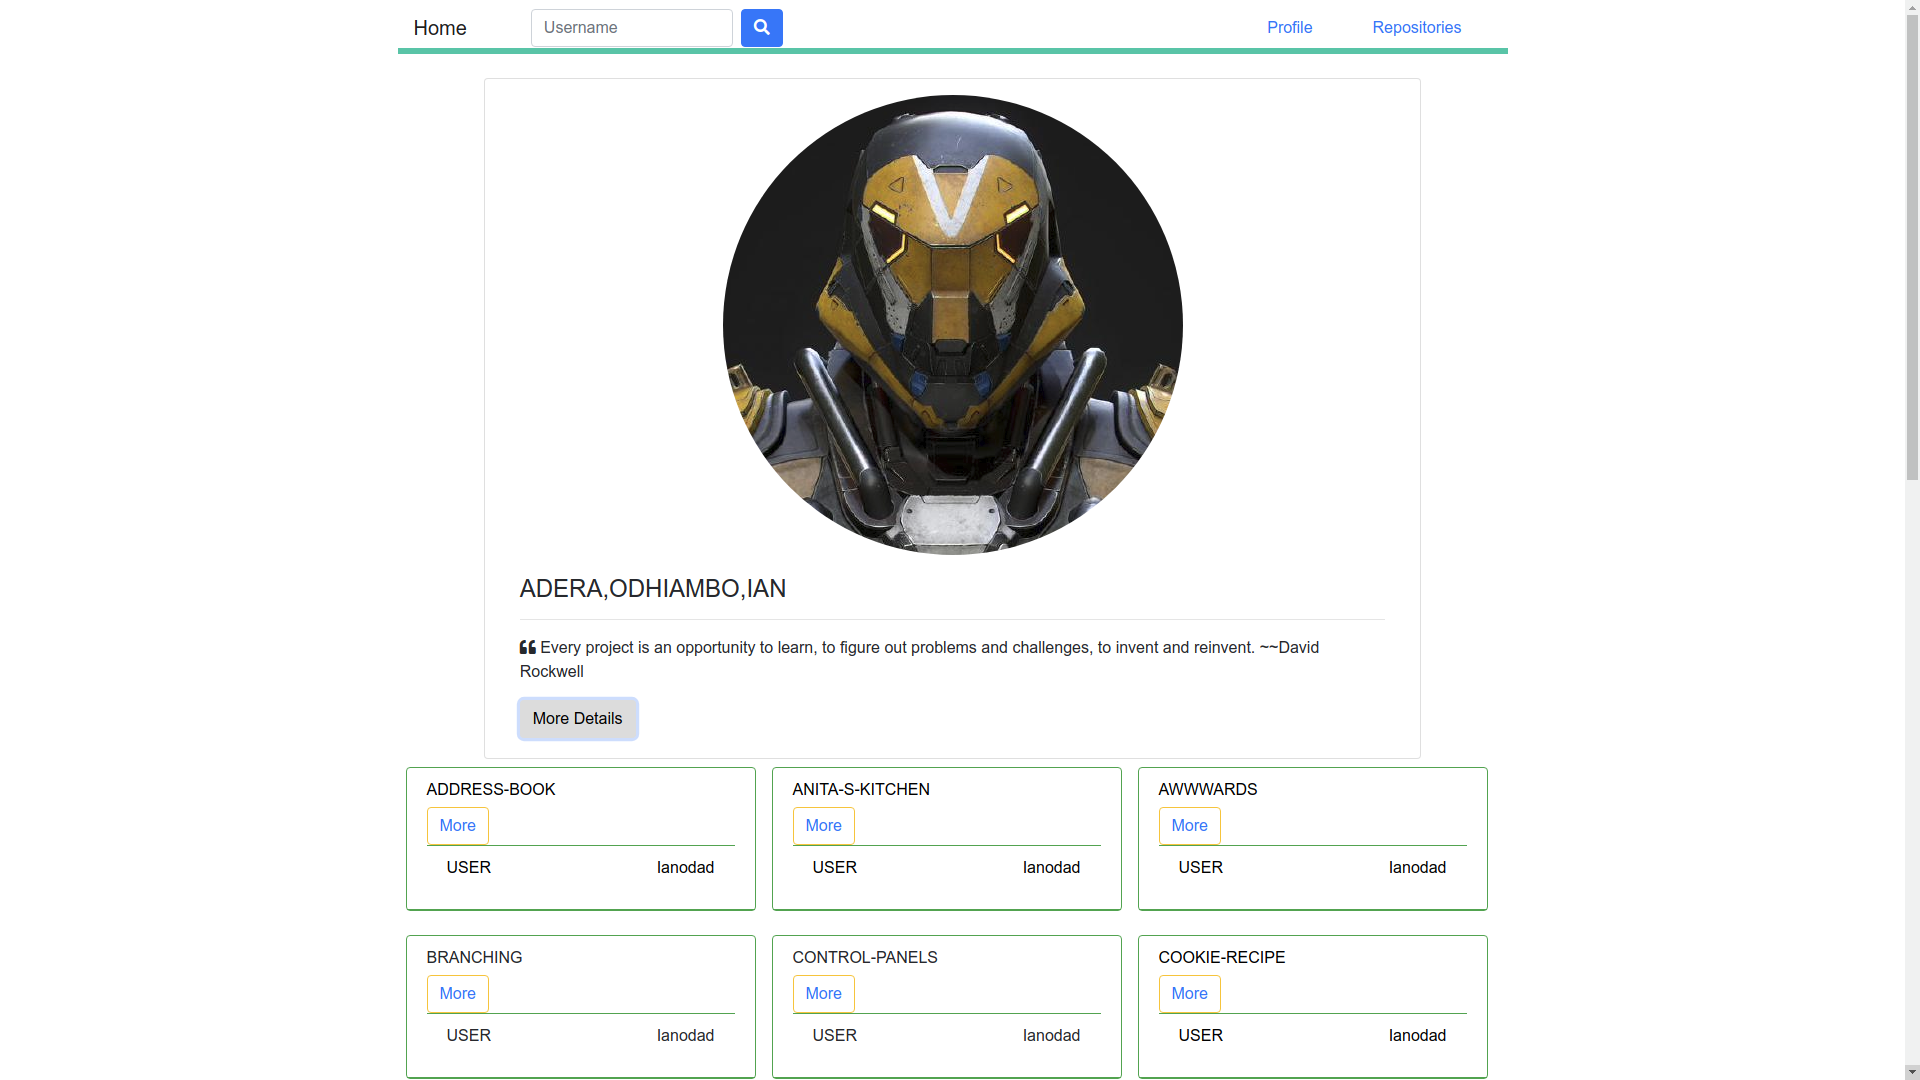 Home Username Profile Repositories
ADERA,ODHIAMBO,IAN
Every project is an opportunity to learn, to figure out problems and challenges, to invent and reinvent. ~~David
Rockwell
More Details
ADDRESS-BOOK
More
USER Ianodad
ANITA-S-KITCHEN
More
USER Ianodad
AWWWARDS
More
USER Ianodad
BRANCHING
More
USER Ianodad
CONTROL-PANELS
More
USER Ianodad
COOKIE-RECIPE
More
USER Ianodad